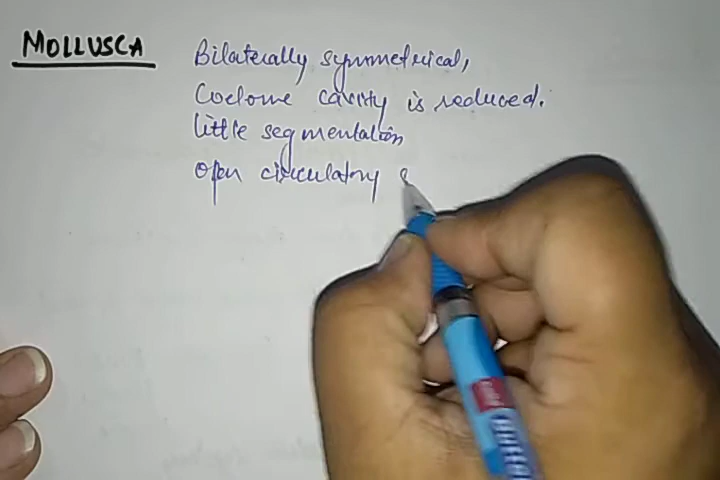 MOLLUSCA
Bilaterally symmetrical,
Coelome cavity is reduced.
little segmentation
open circulatory s